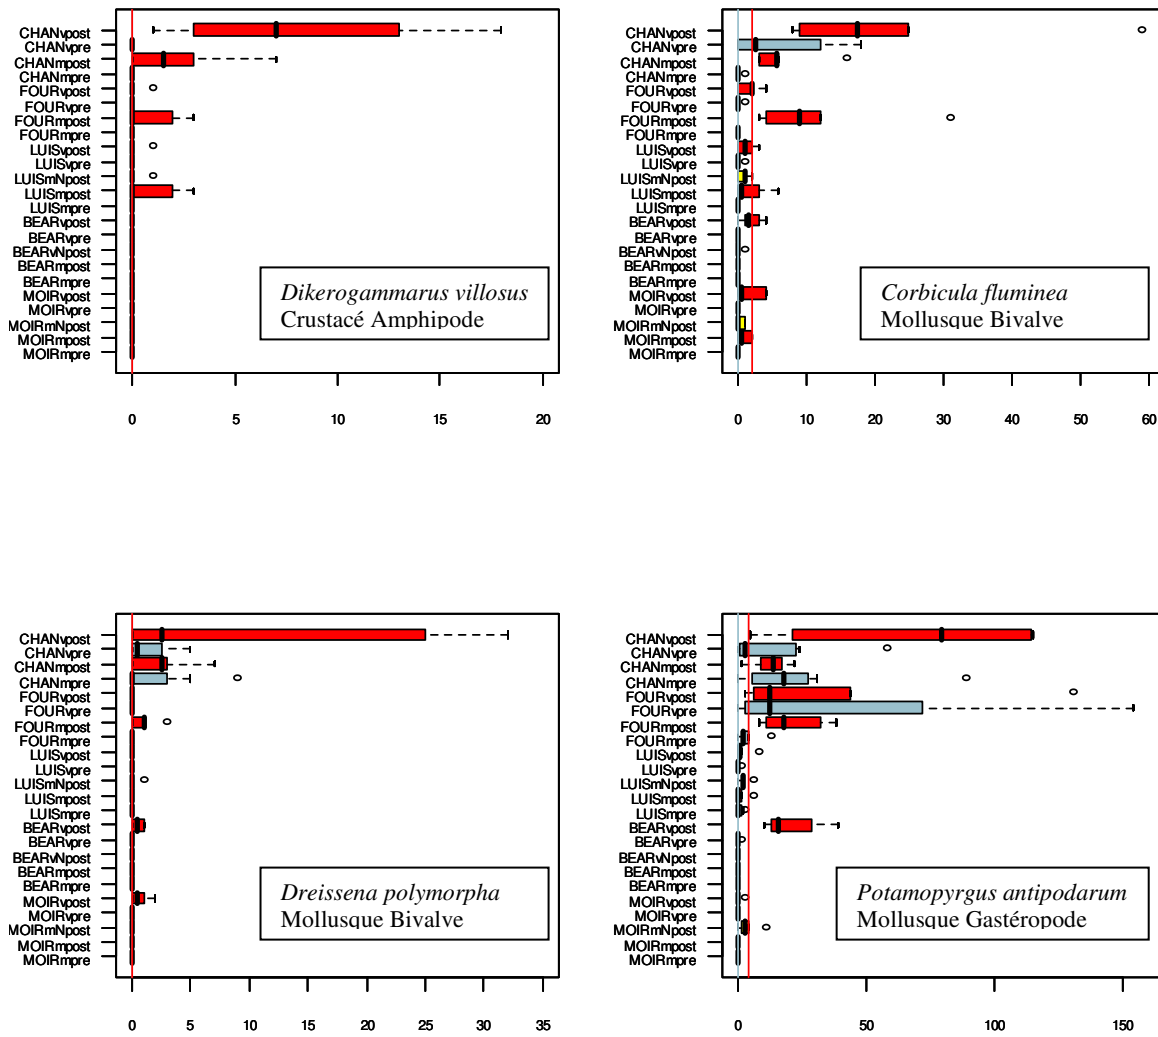 CHANvpost
CHANvpre
CHANmpost
CHANmpre
FOURvpost
FOURvpre
FOURmpost
FOURmpre
LUISvpost
LUISvpre
LUISmNpost
LUISmpost
LUISmpre
BEARvpost
BEARvpre
BEARvNpost
BEARmpost
BEARmpre
MOIRvpost
MOIRvpre
MOIRmNpost
MOIRmpost
MOIRmpre
Dikerogammarus villosus
Crustacé Amphipode
0 5 10 15 20
CHANvpost
CHANvpre
CHANmpost
CHANmpre
FOURvpost
FOURvpre
FOURmpost
FOURmpre
LUISvpost
LUISvpre
LUISmNpost
LUISmpost
LUISmpre
BEARvpost
BEARvpre
BEARvNpost
BEARmpost
BEARmpre
MOIRvpost
MOIRvpre
MOIRmNpost
MOIRmpost
MOIRmpre
Corbicula fluminea
Mollusque Bivalve
0 10 20 30 40 50 60
CHANvpost
CHANvpre
CHANmpost
CHANmpre
FOURvpost
FOURvpre
FOURmpost
FOURmpre
LUISvpost
LUISvpre
LUISmNpost
LUISmpost
LUISmpre
BEARvpost
BEARvpre
BEARvNpost
BEARmpost
BEARmpre
MOIRvpost
MOIRvpre
MOIRmNpost
MOIRmpost
MOIRmpre
Dreissena polymorpha
Mollusque Bivalve
0 5 10 15 20 25 30 35
CHANvpost
CHANvpre
CHANmpost
CHANmpre
FOURvpost
FOURvpre
FOURmpost
FOURmpre
LUISvpost
LUISvpre
LUISmNpost
LUISmpost
LUISmpre
BEARvpost
BEARvpre
BEARvNpost
BEARmpost
BEARmpre
MOIRvpost
MOIRvpre
MOIRmNpost
MOIRmpost
MOIRmpre
Potamopyrgus antipodarum
Mollusque Gastéropode
0 50 100 150